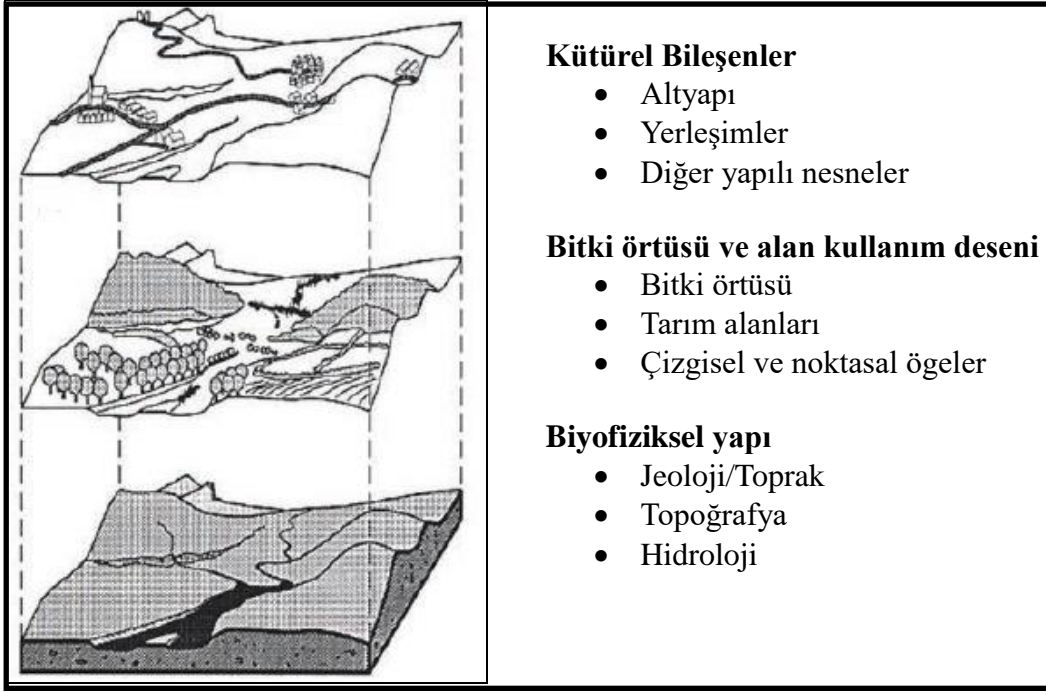 Kütürel Bileşenler
• Altyapı
• Yerleşimler
• Diğer yapılı nesneler
Bitki örtüsü ve alan kullanım deseni
• Bitki örtüsü
• Tarım alanları
• Çizgisel ve noktasal ögeler
Biyofiziksel yapı
• Jeoloji/Toprak
• Topoğrafya
• Hidroloji